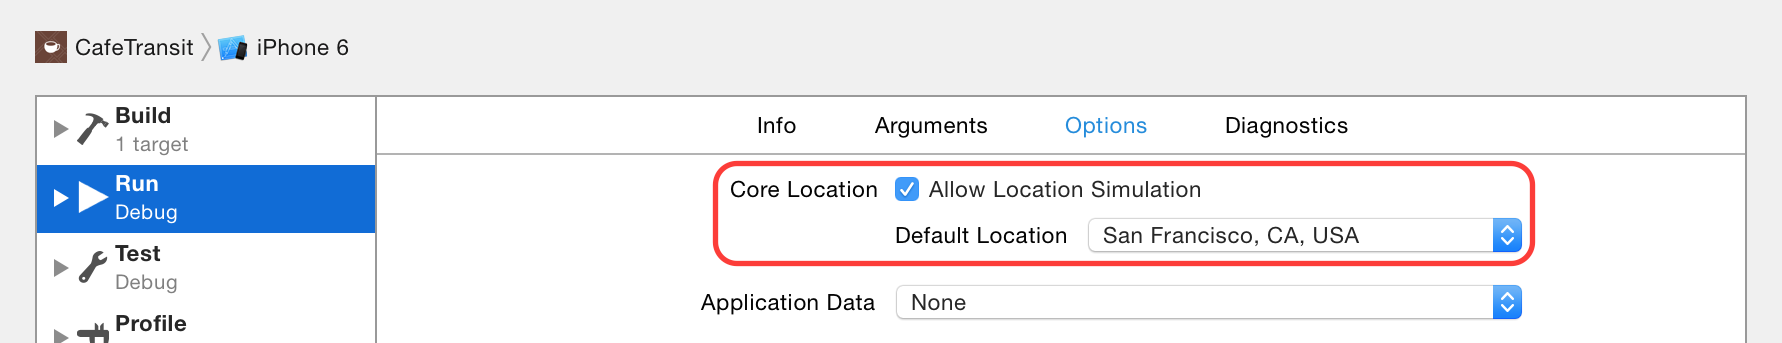 CafeTransit iPhone 6
Build
1 target
Run
Debug
Test
Debug
Profile
Info Arguments Options Diagnostics
Core Location Allow Location Simulation
Default Location San Francisco, CA, USA
Application Data None